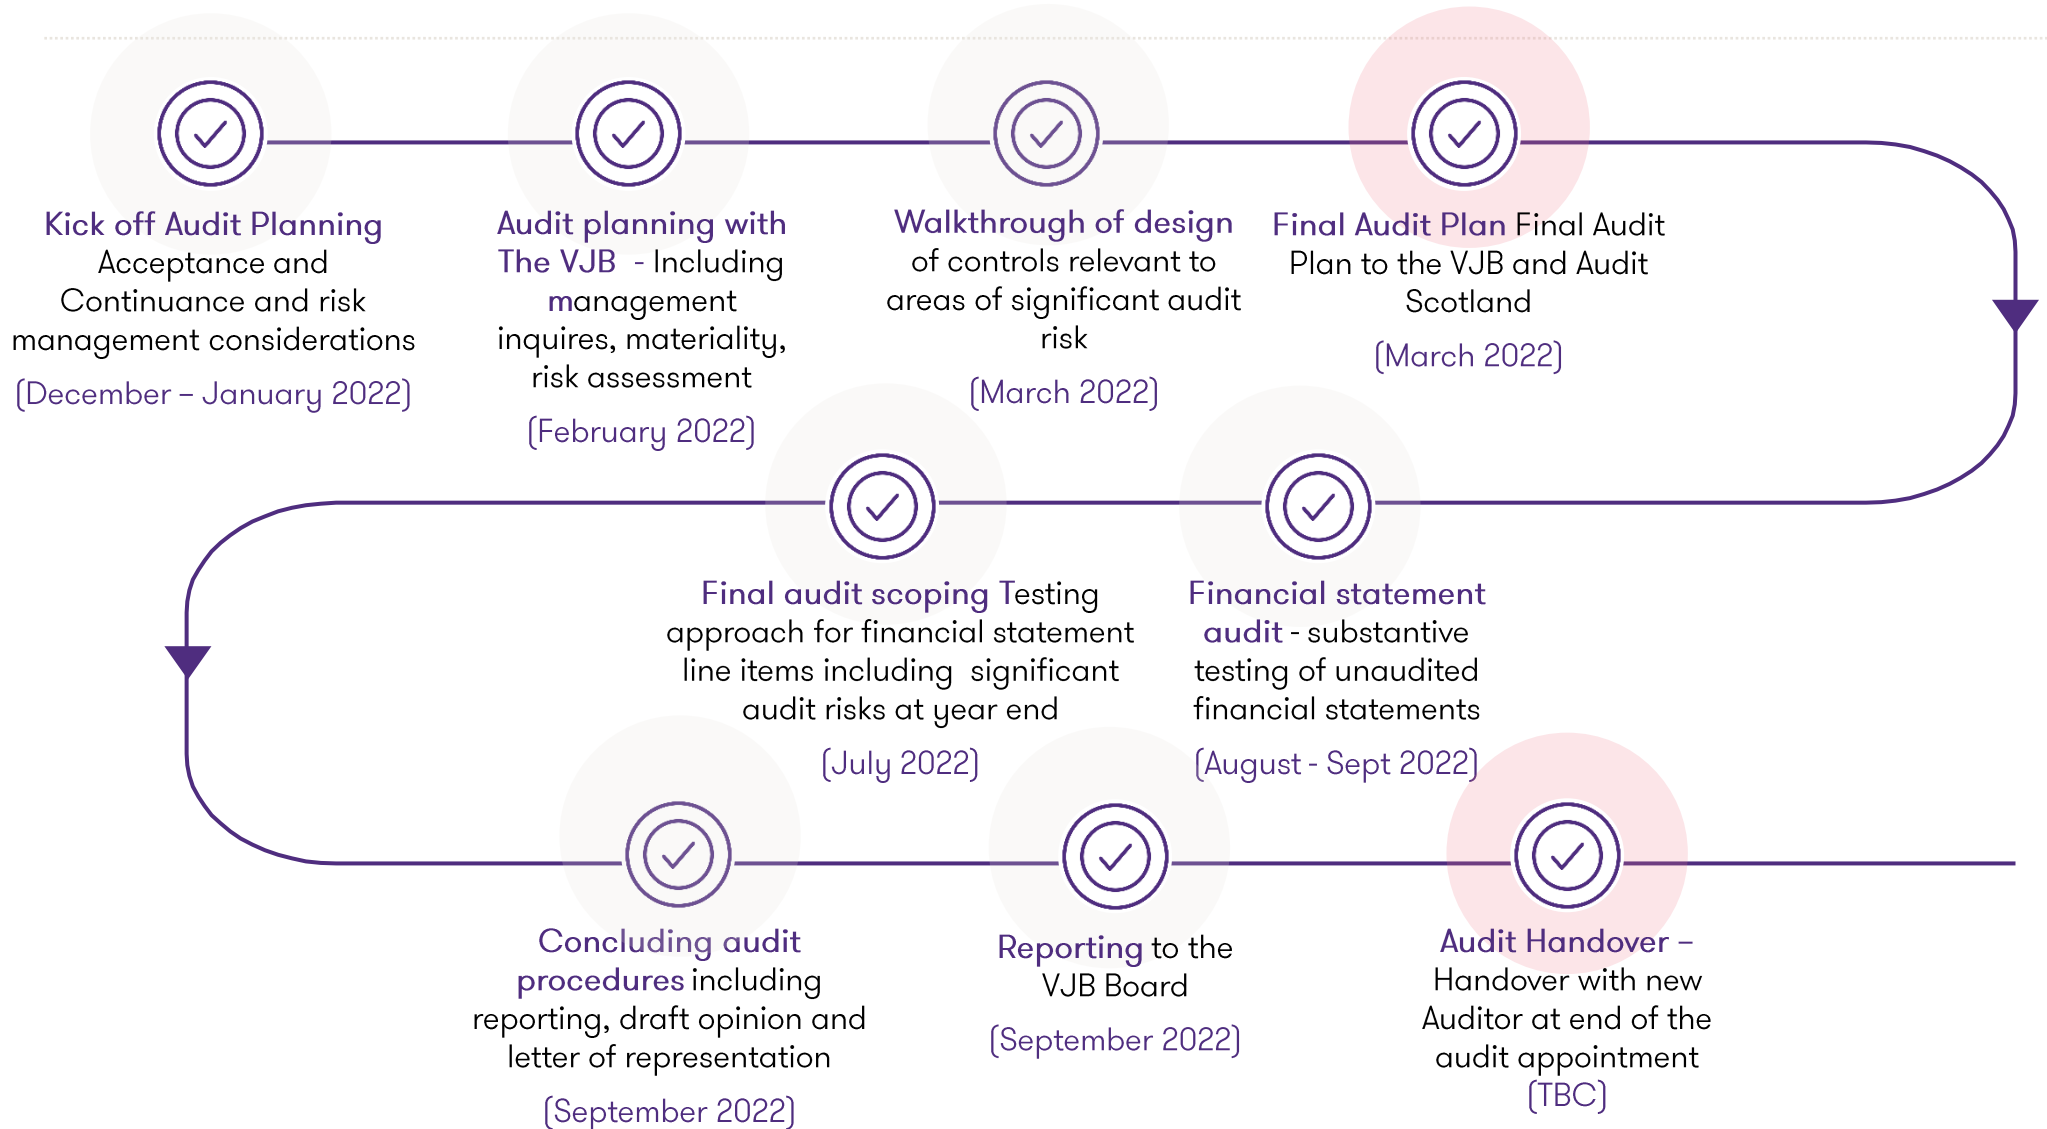 Kick off Audit Planning
Acceptance and
Continuance and risk
management considerations
(December – January 2022)
Audit planning with
The VJB - Including
management
inquires, materiality,
risk assessment
(February 2022)
Walkthrough of design
of controls relevant to
areas of significant audit
risk
(March 2022)
Final Audit Plan Final Audit
Plan to the VJB and Audit
Scotland
(March 2022)
Final audit scoping Testing
approach for financial statement
line items including significant
audit risks at year end
(July 2022)
Financial statement
audit - substantive
testing of unaudited
financial statements
(August - Sept 2022)
Concluding audit
procedures including
reporting, draft opinion and
letter of representation
(September 2022)
Reporting to the
VJB Board
(September 2022)
Audit Handover –
Handover with new
Auditor at end of the
audit appointment
(TBC)